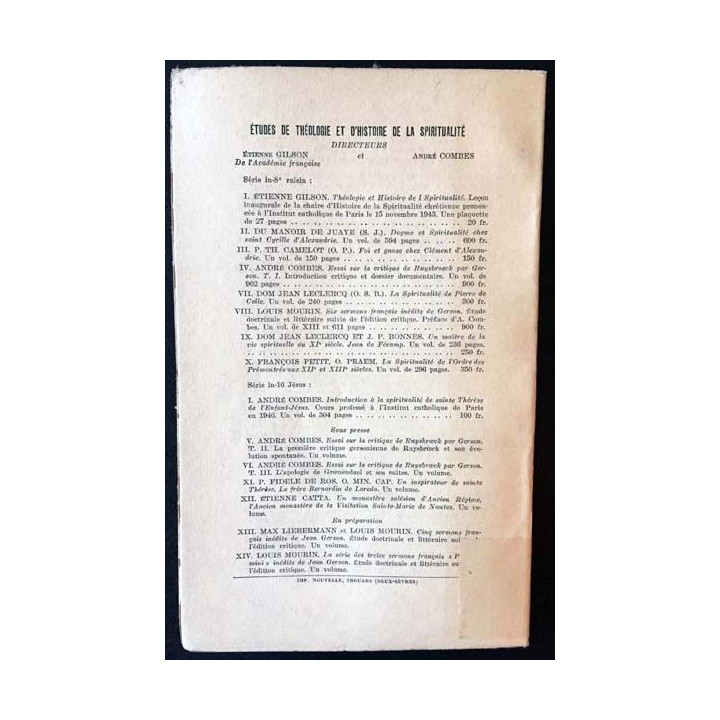 ÉTUDES DE THÉOLOGIE ET D'HISTOIRE DE LA SPIRITUALITÉ
DIRECTEURS
ÉTIENNE GILSON et ANDRÉ COMBES
De l'Académie française
Série in-8° raisin :
I. ÉTIENNE GILSON. Théologie et Histoire de l Spiritualité. Leçon
inaugurale de la chaire d'Histoire de la Spiritualité chrétienne pronon-
cée à l'Institut catholique de Paris le 15 novembre 1943. Une plaquette
de 27 pages .. .. .. .. .. .. .. .. .. .. .. .. 20 fr.
II. DU MANOIR DE JUAYE (S. J.). Dogme et Spiritualité chez
saint Cyrille d'Alexandrie. Un vol. de 594 pages .. .. .. 600 fr.
III. P. TH. CAMELOT (O. P.). Foi et gnose chez Clément d'Alexan-
drie. Un vol. de 150 pages .. .. .. .. .. .. .. .. 150 fr.
IV. ANDRÉ COMBES. Essai sur la critique de Ruysbroeck par Ger-
son. T. I. Introduction critique et dossier documentaire. Un vol. de
902 pages .. .. .. .. .. .. .. .. .. .. .. .. 900 fr.
VII. DOM JEAN LECLERCQ (O. S. B.). La Spiritualité de Pierre de
Celle. Un vol. de 240 pages .. .. .. .. .. .. .. .. 300 fr.
VIII. LOUIS MOURIN. Six sermons français inédits de Gerson. Étude
doctrinale et littéraire suivie de l'édition critique. Préface d'A. Com-
bes. Un vol. de XIII et 611 pages .. .. .. .. .. .. .. 900 fr.
IX. DOM JEAN LECLERCQ ET J. P. BONNES. Un maître de la
vie spirituelle au XIe siècle. Jean de Fécamp. Un vol. de 236 pages.
.. .. .. .. .. .. .. .. .. .. .. .. .. .. 250 fr.
X. FRANÇOIS PETIT, O. PRAEM. La Spiritualité de l'Ordre des
Prémontrés aux XIIe et XIIIe siècles. Un vol. de 296 pages. 350 fr.
Série in-16 Jésus :
I. ANDRÉ COMBES. Introduction à la spiritualité de sainte Thérèse
de l'Enfant-Jésus. Cours professé à l'Institut catholique de Paris
en 1946. Un vol. de 304 pages .. .. .. .. .. .. .. 100 fr.
Sous presse
V. ANDRÉ COMBES. Essai sur la critique de Ruysbroeck par Gerson.
T. II. La première critique gersonienne de Ruysbroeck et son évo-
lution spontanée. Un volume.
VI. ANDRÉ COMBES. Essai sur la critique de Ruysbroeck par Gerson.
T. III. L'apologie de Groenendael et ses suites. Un volume.
XI. P. FIDELE DE ROS, O. MIN. CAP. Un inspirateur de sainte
Thérèse. Le frère Bernardin de Laredo. Un volume.
XII. ÉTIENNE CATTA. Un monastère salésien d'Ancien Régime,
l'Ancien monastère de la Visitation Sainte-Marie de Nantes. Un vo-
lume.
En préparation
XIII. MAX LIEBERMANN et LOUIS MOURIN. Cinq sermons fran-
çais inédits de Jean Gerson. Étude doctrinale et littéraire sui
l'édition critique. Un volume.
XIV. LOUIS MOURIN. La série des treize sermons français « P
mini » inédits de Jean Gerson. Étude doctrinale et littéraire su
l'édition critique. Un volume.
IMP. NOUVELLE, THOUARS (DEUX-SÈVRES)